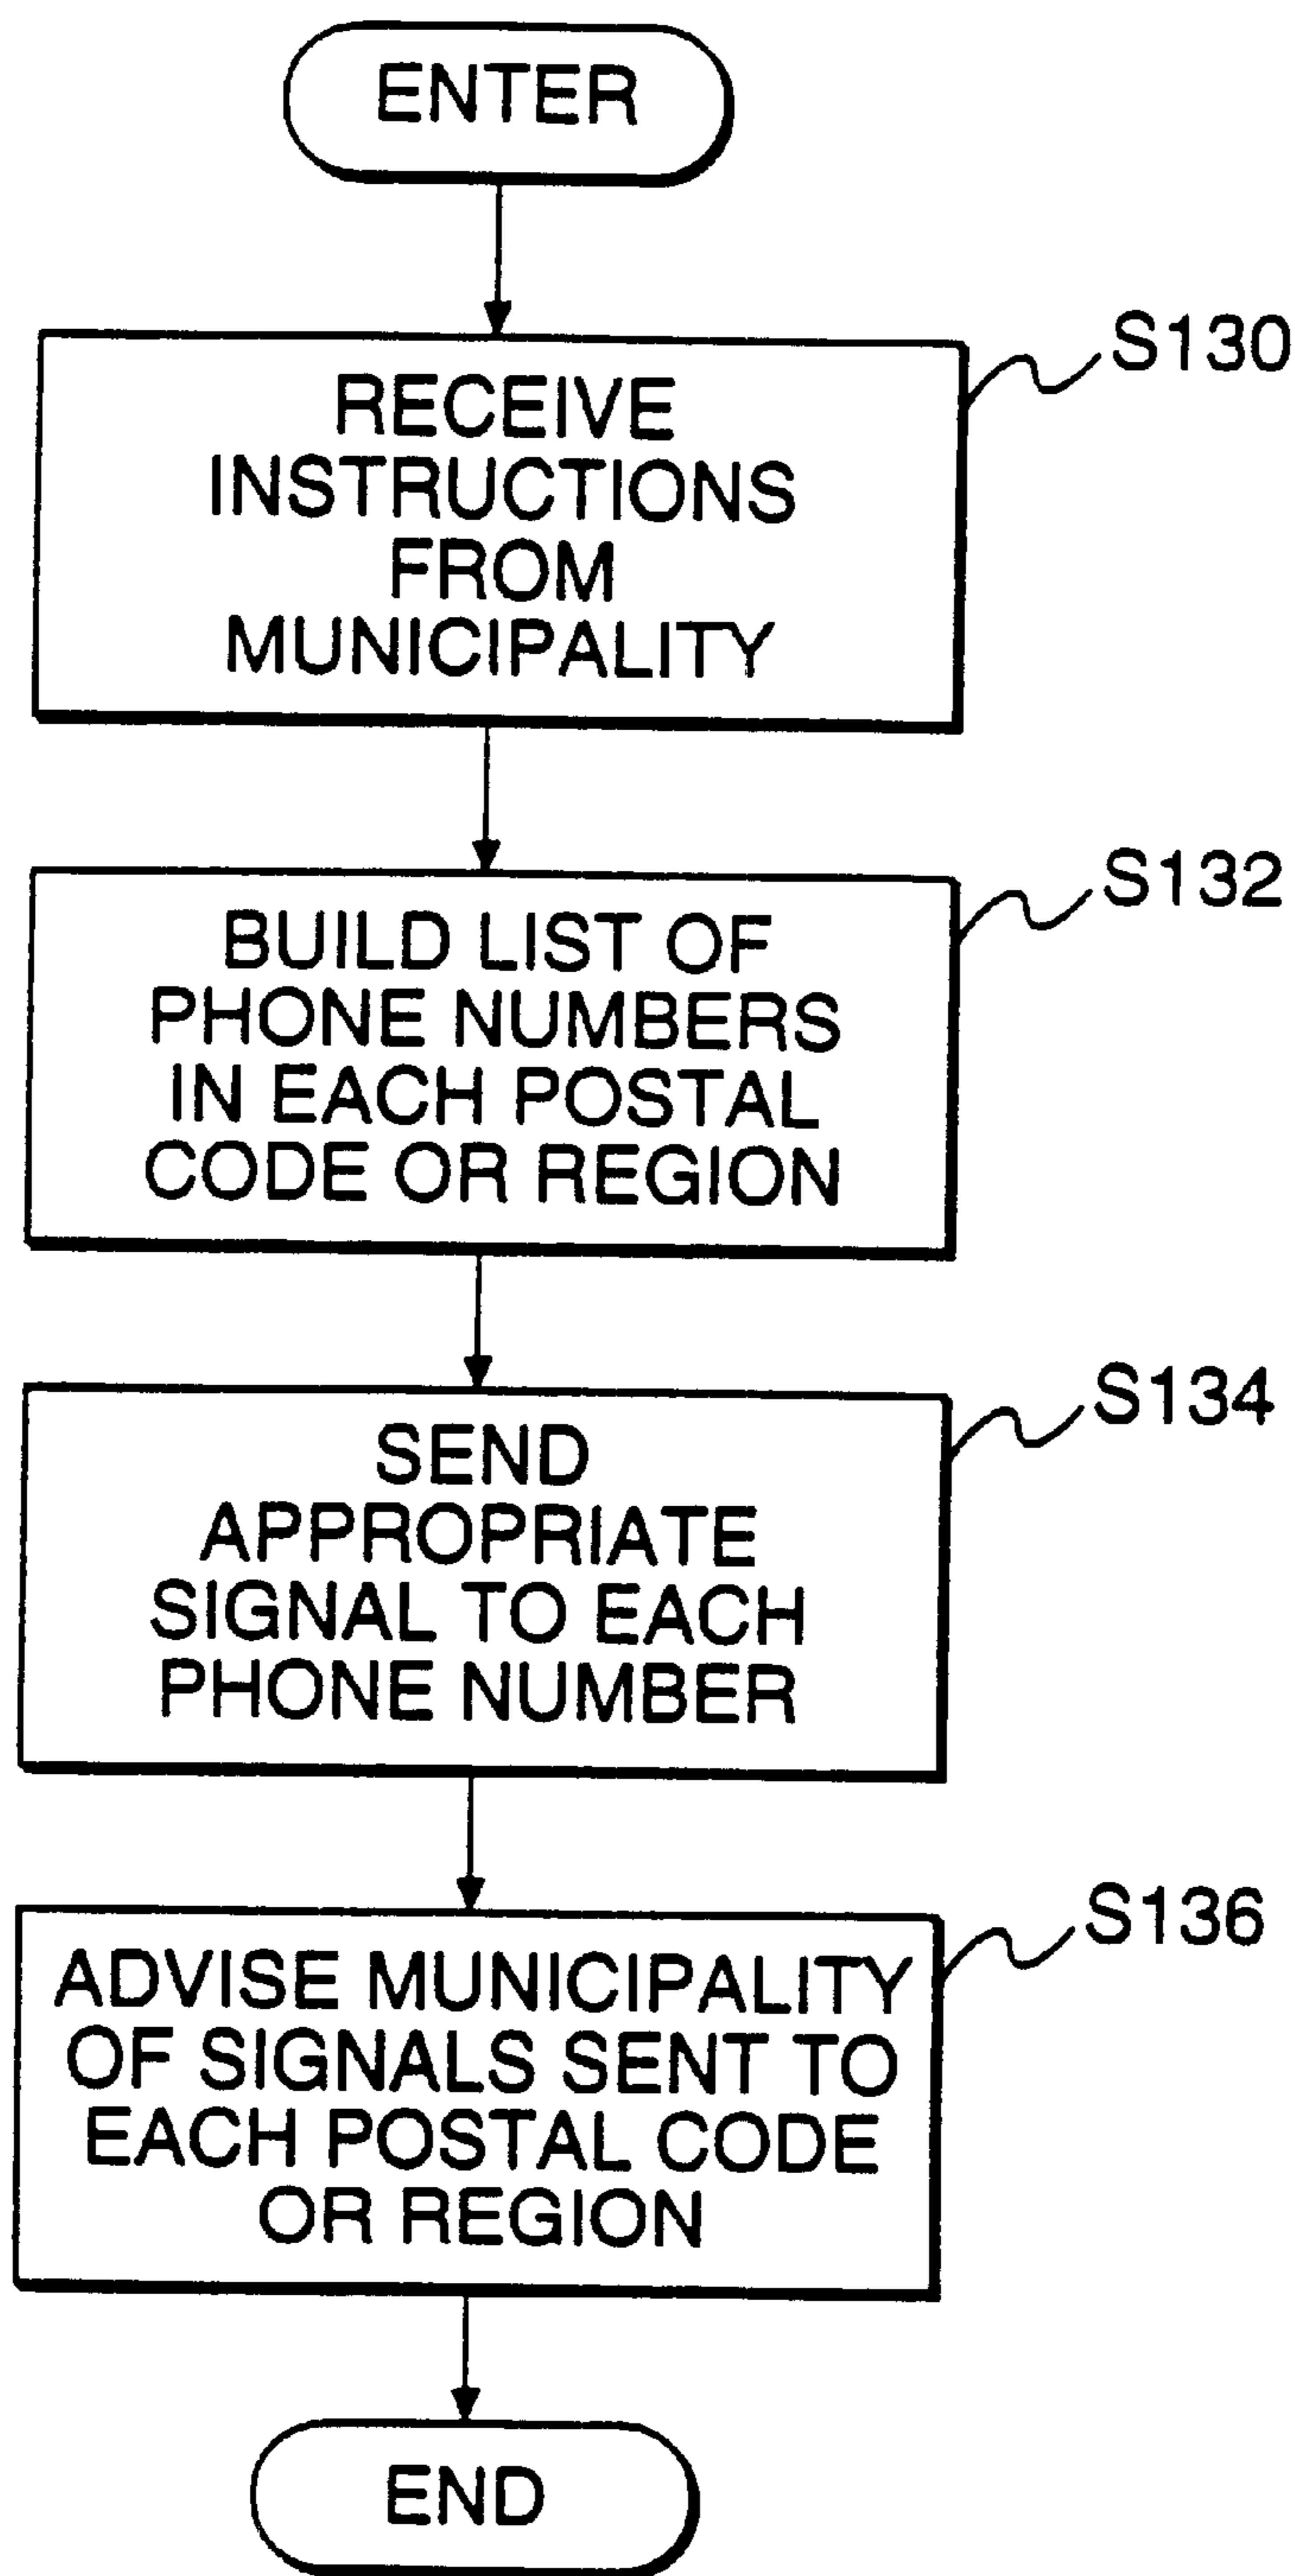 ENTER
S130
RECEIVE
INSTRUCTIONS
FROM
MUNICIPALITY
S132
BUILD LIST OF
PHONE NUMBERS
IN EACH POSTAL
CODE OR REGION
S134
SEND
APPROPRIATE
SIGNAL TO EACH
PHONE NUMBER
S136
ADVISE MUNICIPALITY
OF SIGNALS SENT TO
EACH POSTAL CODE
OR REGION
END